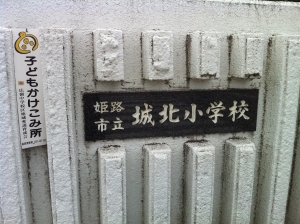 子どもかけこみ所
姫路
市立
城北小学校